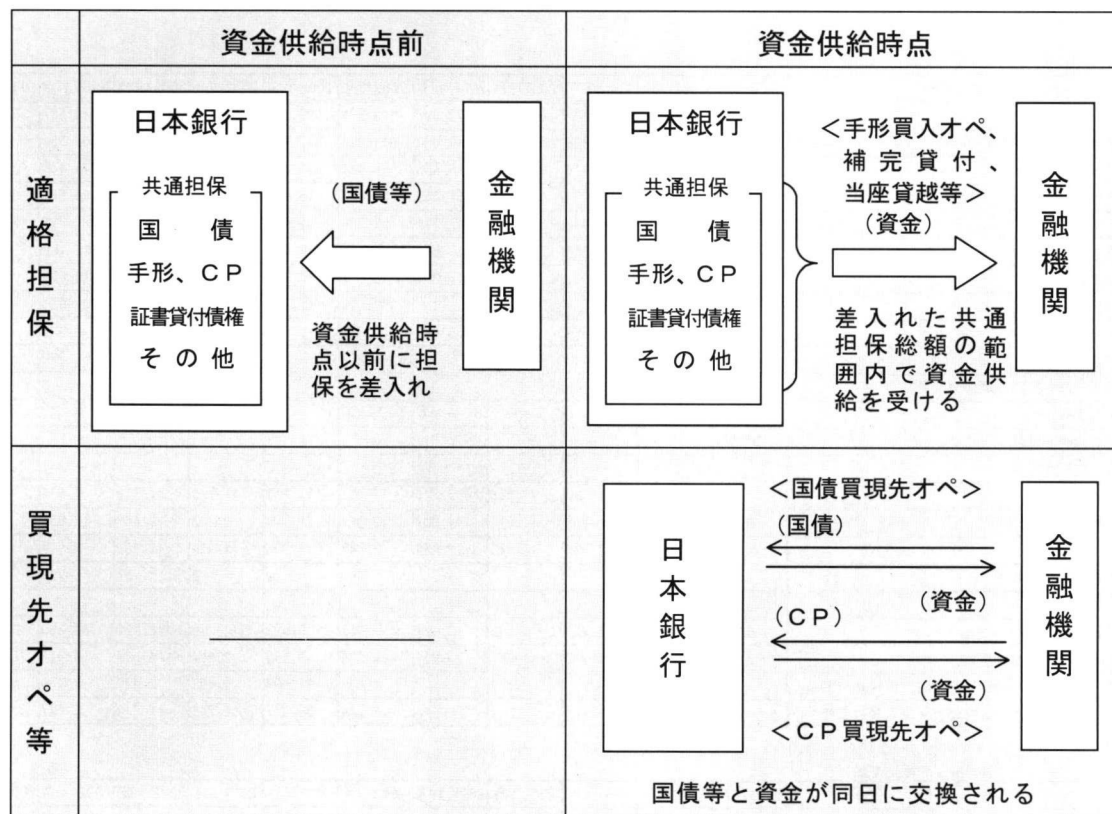 資金供給時点前
資金供給時点
適格担保
日本銀行
共通担保
国　債
手形、ＣＰ
証書貸付債権
その他
（国債等）
資金供給時
点以前に担
保を差入れ
金融機関
日本銀行
共通担保
国　債
手形、ＣＰ
証書貸付債権
その他
＜手形買入オペ、
補完貸付、
当座貸越等＞
（資金）
差入れた共通
担保総額の範
囲内で資金供
給を受ける
金融機関
買現先オペ等
日本銀行
＜国債買現先オペ＞
（国債）
（資金）
（ＣＰ）
（資金）
＜ＣＰ買現先オペ＞
金融機関
国債等と資金が同日に交換される